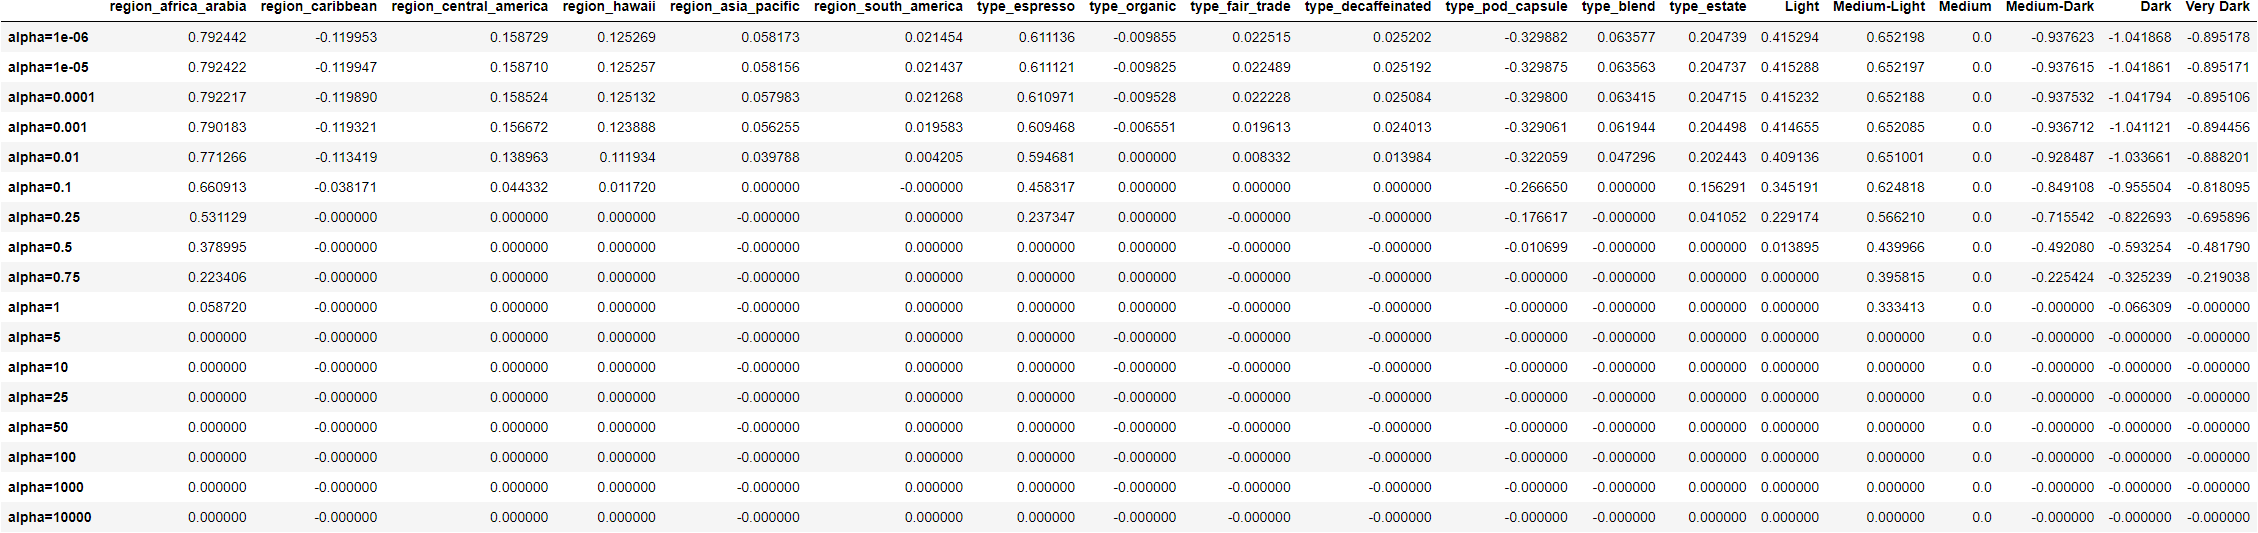 region_africa_arabia region_caribbean region_central_america region_hawaii region_asia_pacific region_south_america type_espresso type_organic type_fair_trade type_decaffeinated type_pod_capsule type_blend type_estate Light Medium-Light Medium Medium-Dark Dark Very Dark
alpha=1e-06 0.792442 -0.119953 0.158729 0.125269 0.058173 0.021454 0.611136 -0.009855 0.022515 0.025202 -0.329882 0.063577 0.204739 0.415294 0.652198 0.0 -0.937623 -1.041868 -0.895178
alpha=1e-05 0.792422 -0.119947 0.158710 0.125257 0.058156 0.021437 0.611121 -0.009825 0.022489 0.025192 -0.329875 0.063563 0.204737 0.415288 0.652197 0.0 -0.937615 -1.041861 -0.895171
alpha=0.0001 0.792217 -0.119890 0.158524 0.125132 0.057983 0.021268 0.610971 -0.009528 0.022228 0.025084 -0.329800 0.063415 0.204715 0.415232 0.652188 0.0 -0.937532 -1.041794 -0.895106
alpha=0.001 0.790183 -0.119321 0.156672 0.123888 0.056255 0.019583 0.609468 -0.006551 0.019613 0.024013 -0.329061 0.061944 0.204498 0.414655 0.652085 0.0 -0.936712 -1.041121 -0.894456
alpha=0.01 0.771266 -0.113419 0.138963 0.111934 0.039788 0.004205 0.594681 0.000000 0.008332 0.013984 -0.322059 0.047296 0.202443 0.409136 0.651001 0.0 -0.928487 -1.033661 -0.888201
alpha=0.1 0.660913 -0.038171 0.044332 0.011720 0.000000 -0.000000 0.458317 0.000000 0.000000 0.000000 -0.266650 0.000000 0.156291 0.345191 0.624818 0.0 -0.849108 -0.955504 -0.818095
alpha=0.25 0.531129 -0.000000 0.000000 0.000000 -0.000000 0.000000 0.237347 0.000000 -0.000000 -0.000000 -0.176617 -0.000000 0.041052 0.229174 0.566210 0.0 -0.715542 -0.822693 -0.695896
alpha=0.5 0.378995 -0.000000 0.000000 0.000000 -0.000000 0.000000 0.000000 0.000000 -0.000000 -0.000000 -0.010699 -0.000000 0.000000 0.013895 0.439966 0.0 -0.492080 -0.593254 -0.481790
alpha=0.75 0.223406 -0.000000 0.000000 0.000000 -0.000000 0.000000 0.000000 0.000000 -0.000000 -0.000000 -0.000000 -0.000000 0.000000 0.000000 0.395815 0.0 -0.225424 -0.325239 -0.219038
alpha=1 0.058720 -0.000000 0.000000 0.000000 -0.000000 0.000000 0.000000 0.000000 -0.000000 -0.000000 -0.000000 -0.000000 0.000000 0.000000 0.333413 0.0 -0.000000 -0.066309 -0.000000
alpha=5 0.000000 -0.000000 0.000000 0.000000 -0.000000 0.000000 0.000000 -0.000000 -0.000000 -0.000000 -0.000000 -0.000000 0.000000 0.000000 0.000000 0.0 -0.000000 -0.000000 -0.000000
alpha=10 0.000000 -0.000000 0.000000 0.000000 -0.000000 0.000000 0.000000 -0.000000 -0.000000 -0.000000 -0.000000 -0.000000 0.000000 0.000000 0.000000 0.0 -0.000000 -0.000000 -0.000000
alpha=25 0.000000 -0.000000 0.000000 0.000000 -0.000000 0.000000 0.000000 -0.000000 -0.000000 -0.000000 -0.000000 -0.000000 0.000000 0.000000 0.000000 0.0 -0.000000 -0.000000 -0.000000
alpha=50 0.000000 -0.000000 0.000000 0.000000 -0.000000 0.000000 0.000000 -0.000000 -0.000000 -0.000000 -0.000000 -0.000000 0.000000 0.000000 0.000000 0.0 -0.000000 -0.000000 -0.000000
alpha=100 0.000000 -0.000000 0.000000 0.000000 -0.000000 0.000000 0.000000 -0.000000 -0.000000 -0.000000 -0.000000 -0.000000 0.000000 0.000000 0.000000 0.0 -0.000000 -0.000000 -0.000000
alpha=1000 0.000000 -0.000000 0.000000 0.000000 -0.000000 0.000000 0.000000 -0.000000 -0.000000 -0.000000 -0.000000 -0.000000 0.000000 0.000000 0.000000 0.0 -0.000000 -0.000000 -0.000000
alpha=10000 0.000000 -0.000000 0.000000 0.000000 -0.000000 0.000000 0.000000 -0.000000 -0.000000 -0.000000 -0.000000 -0.000000 0.000000 0.000000 0.000000 0.0 -0.000000 -0.000000 -0.000000